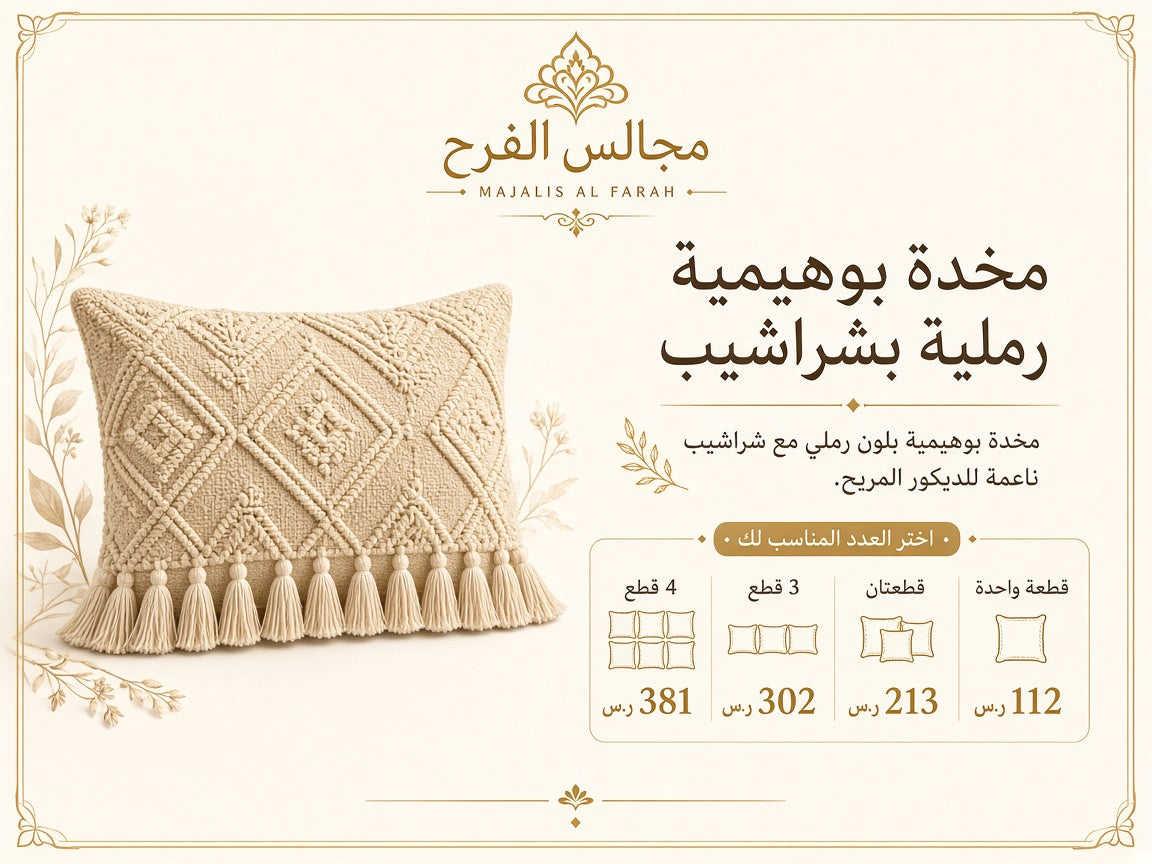 مجالس الفرح
MAJALIS AL FARAH
مخدة بوهيمية
رملية بشراشيب
مخدة بوهيمية بلون رملي مع شراشيب
ناعمة للديكور المريح.
• اختر العدد المناسب لك •
قطعة واحدة
112 ر.س
قطعتان
213 ر.س
3 قطع
302 ر.س
4 قطع
381 ر.س